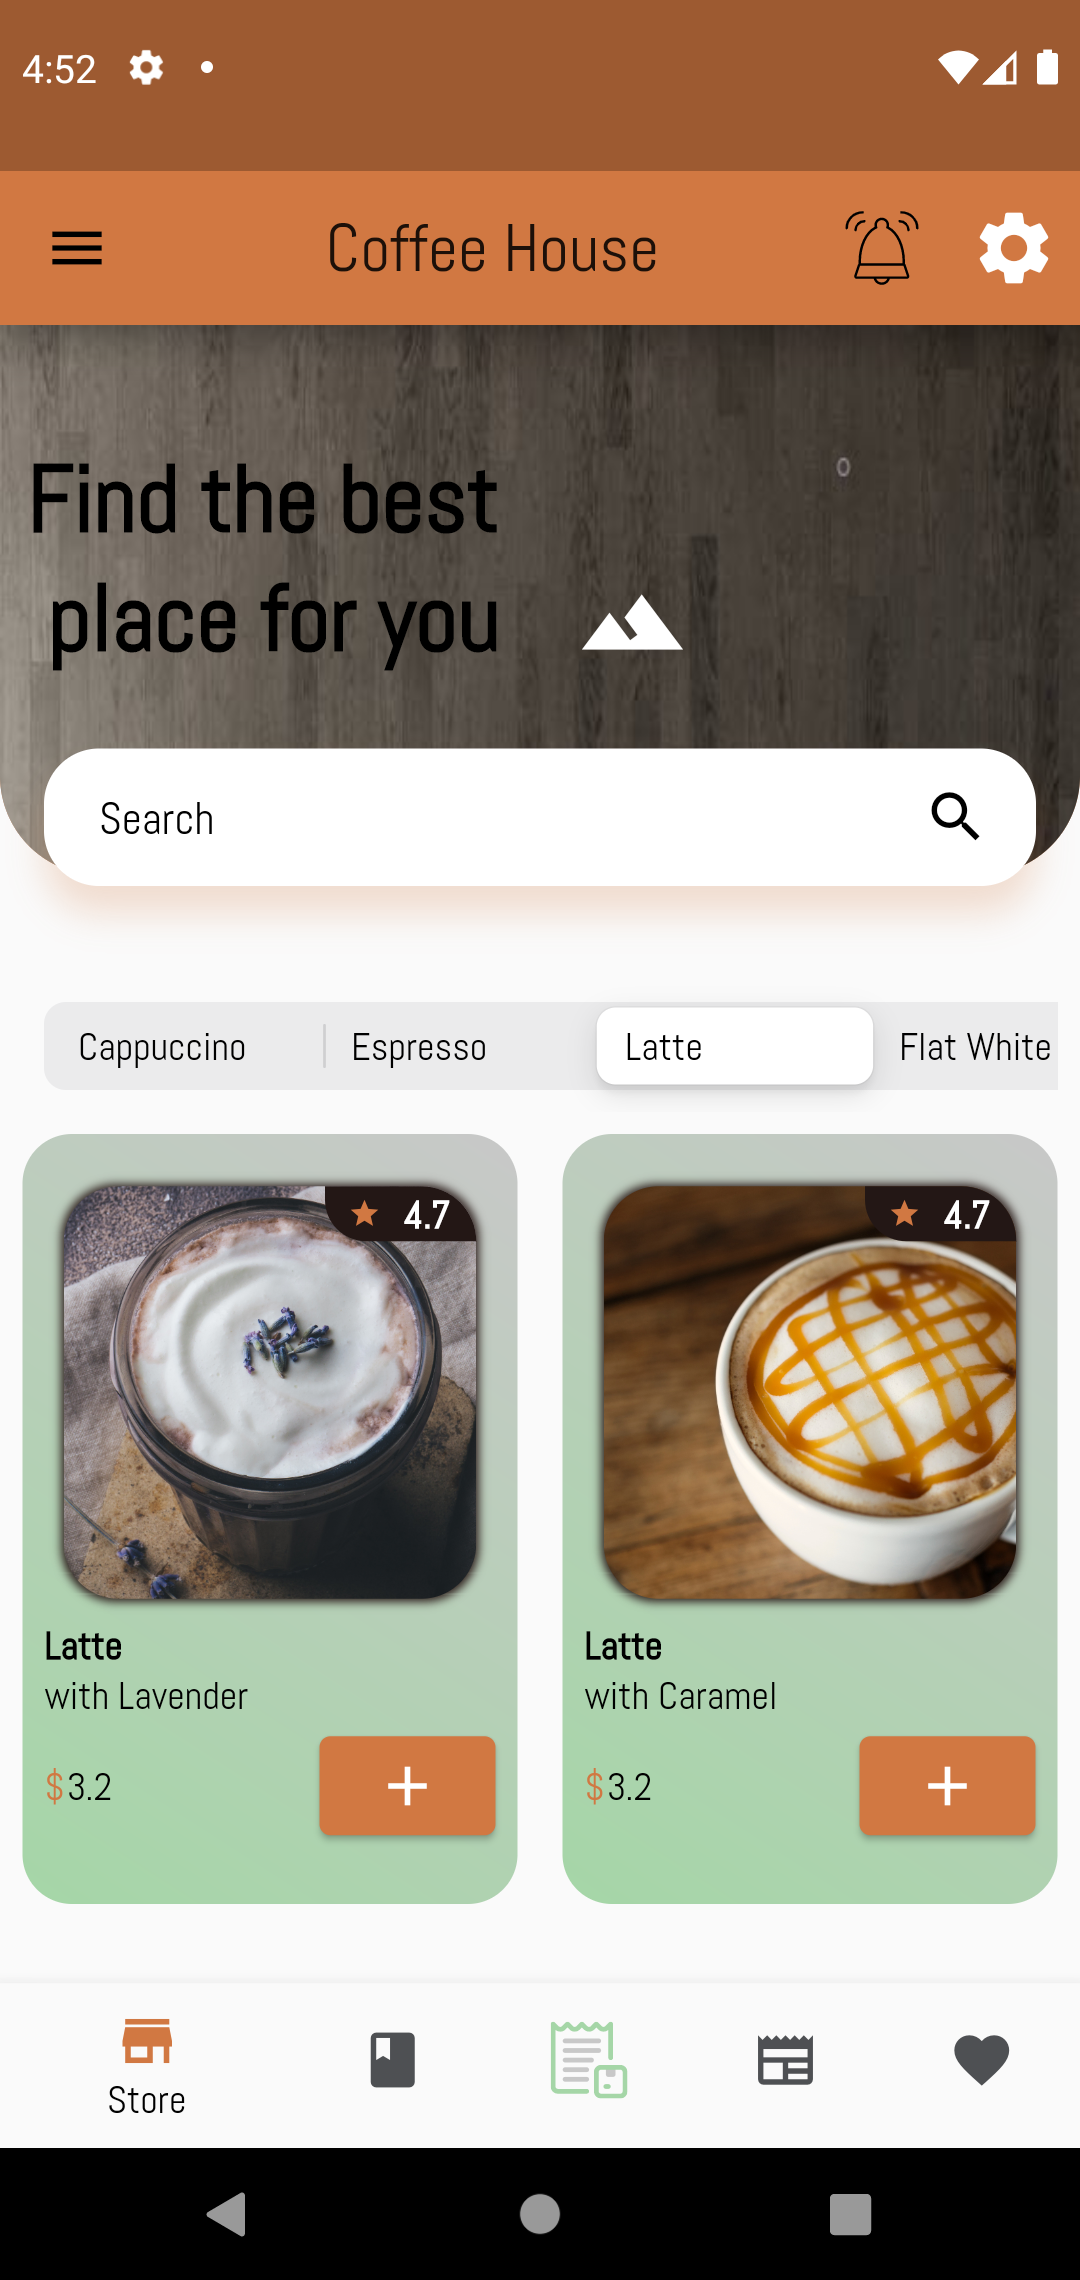 4:52
Coffee House
0
Find the best
place for you
Search
Cappuccino
Espresso
Latte
Flat White
4.7
4.7
Latte
with Lavender
$3.2
Latte
with Caramel
$3.2
Store